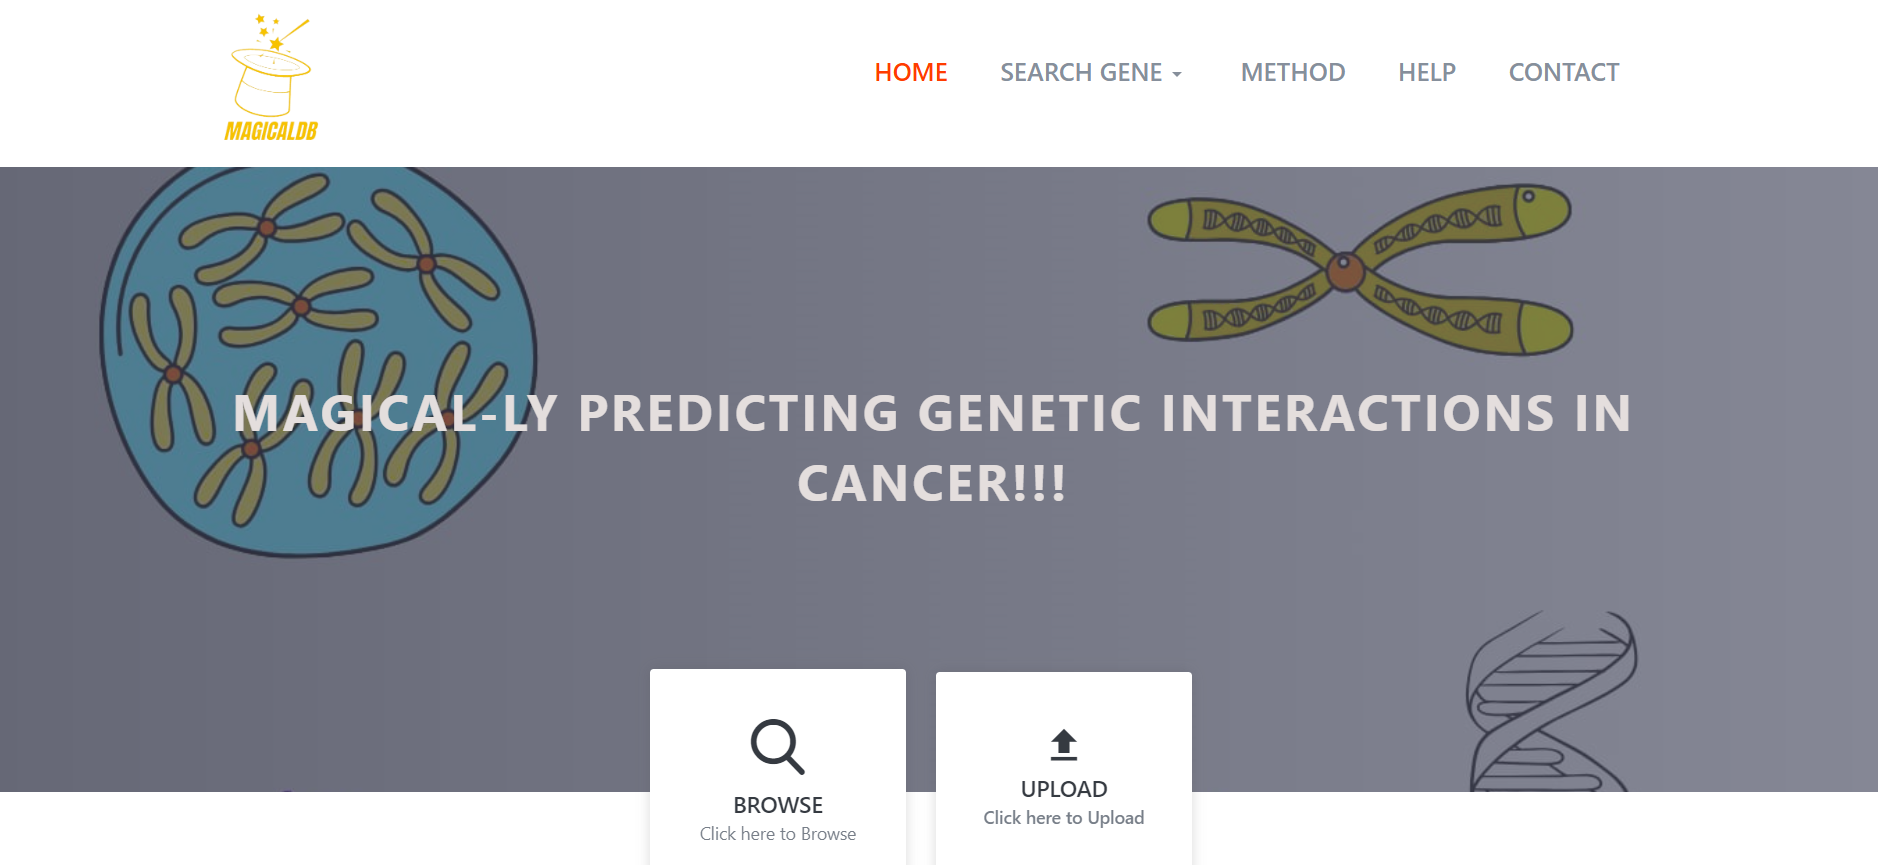 MAGICALDB
HOME SEARCH GENE METHOD HELP CONTACT
MAGICAL-LY PREDICTING GENETIC INTERACTIONS IN
CANCER!!!
BROWSE
Click here to Browse
UPLOAD
Click here to Upload